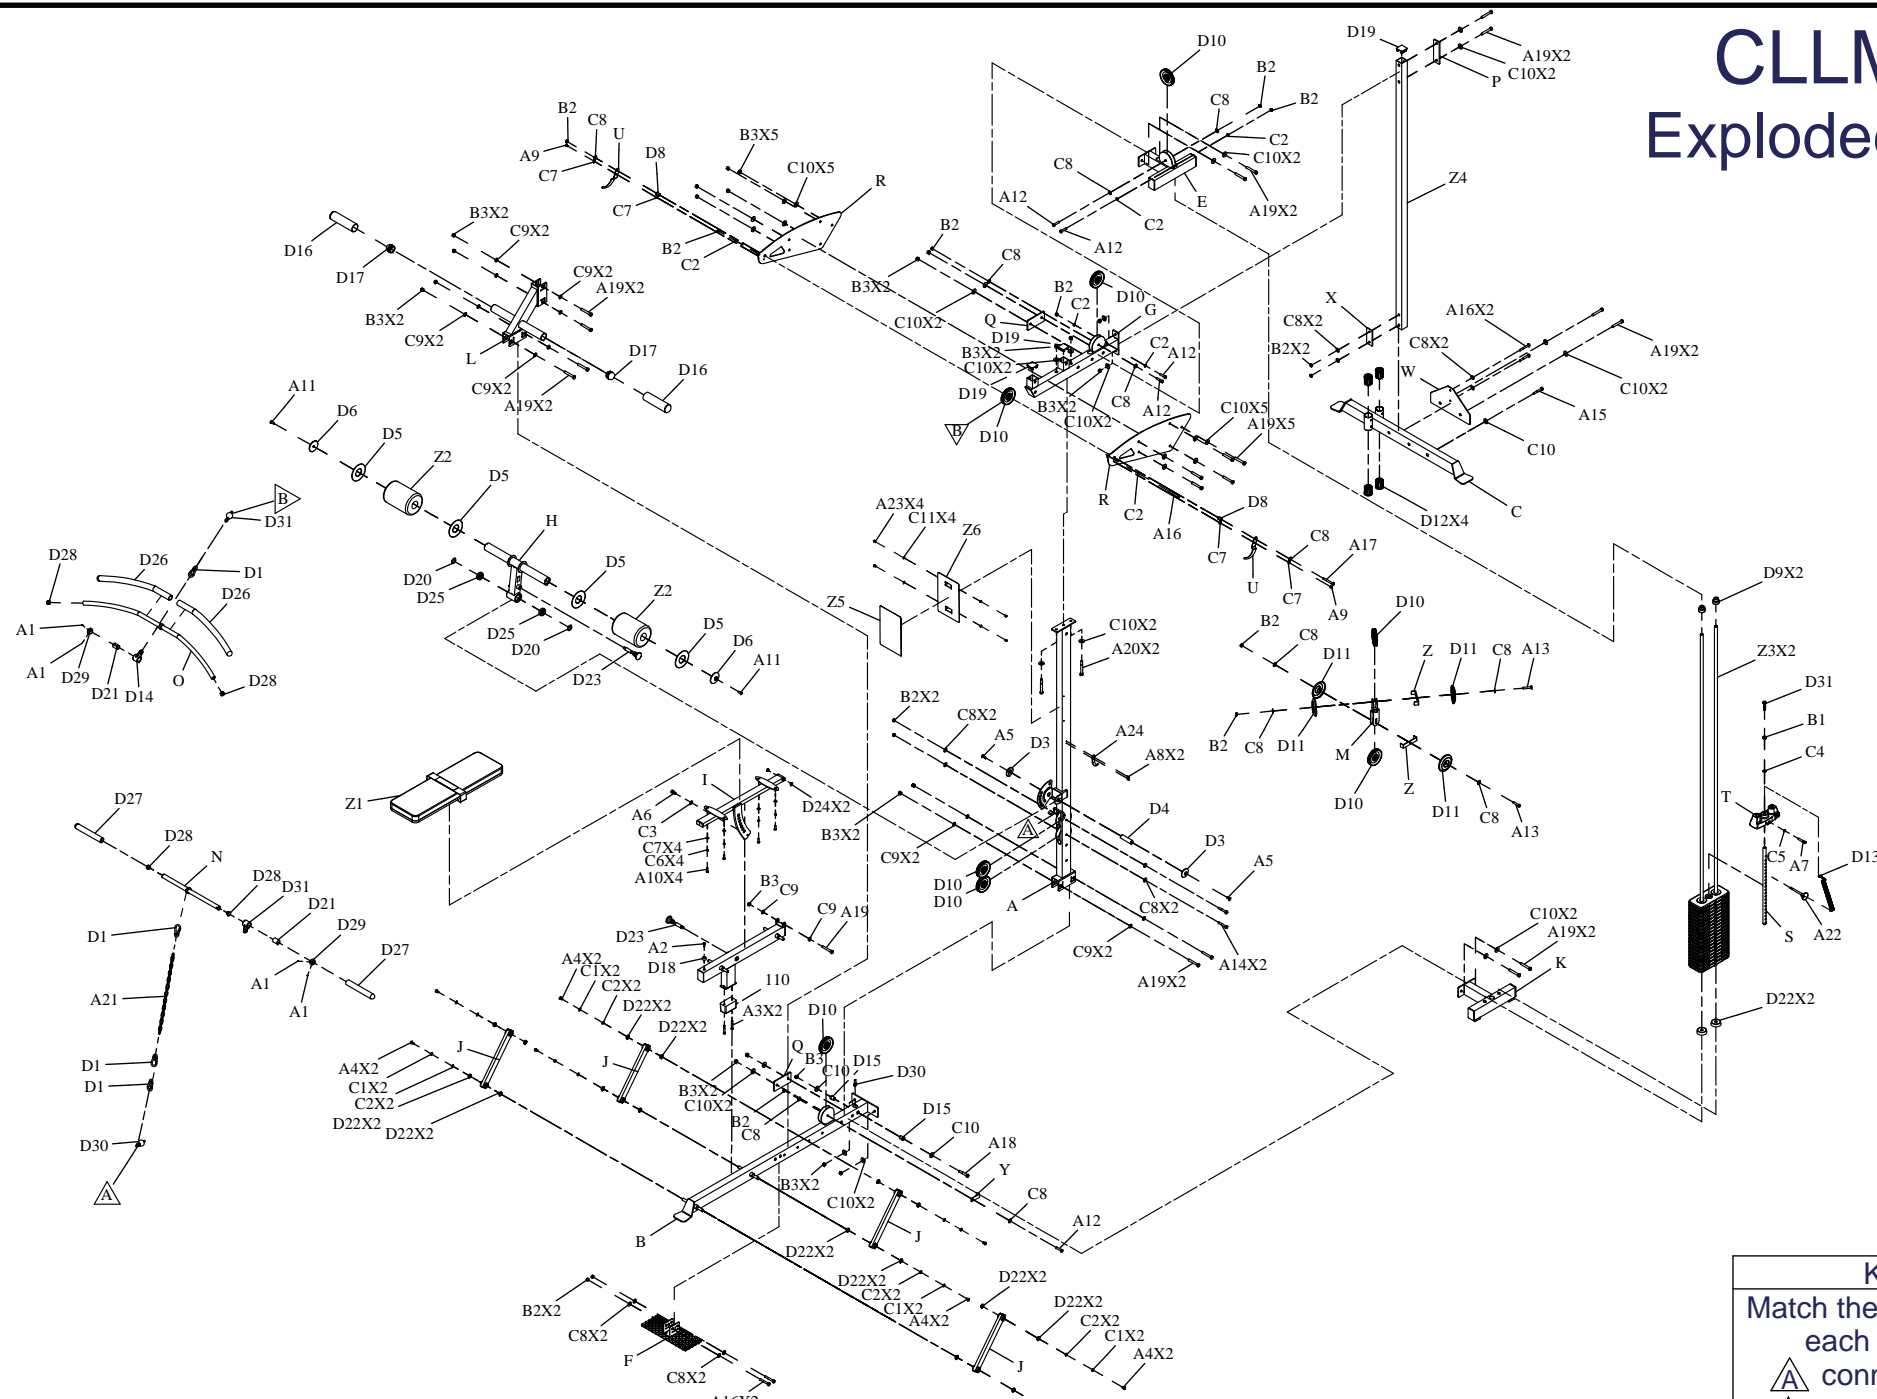 CLLM
Exploded
D19
A19X2
C10X2
P
D10
B2
C8
B2
C2
C10X2
C8
A12
C2
E
A19X2
A12
Z4
B2
C8
U
A9
C7
D8
C7
B3X5
C10X5
R
B2
C2
D16
D17
B3X2
C9X2
C9X2
A19X2
B3X2
C9X2
L
D17
D16
C9X2
A19X2
B2
C8
B3X2
B2
C2
D10
C10X2
Q
G
D19
B3X2
C10X2
D19
C2
A12
C8
A12
B3X2
C10X2
B
D10
X
C8X2
B2X2
A16X2
C8X2
W
A19X2
C10X2
A15
C10
C
D12X4
A11
D6
D5
Z2
D5
H
D20
D25
D5
Z2
D25
D20
D5
D6
A11
D23
C10X5
A19X5
R
C2
A16
D8
C7
U
C8
C7
A17
A9
B
D31
D28
D26
D1
D26
A1
A1
D29
D21
D14
O
D28
A23X4
C11X4
Z6
Z5
C10X2
A20X2
B2X2
C8X2
A5
D3
A24
A8X2
B2
C8
D11
D10
Z
D11
C8
A13
B2
C8
D11
M
D10
Z
D11
C8
A13
D9X2
Z3X2
D31
B1
C4
T
C5
A7
D13
A22
S
D22X2
Z1
I
A6
C3
D24X2
C7X4
C6X4
A10X4
B3X2
C9X2
A
D4
D3
A5
D10
D10
A
C8X2
C9X2
A14X2
A19X2
D27
D28
N
D28
D31
D21
D29
D27
D1
A1
A1
A21
D1
D1
D30
A
B3
C9
C9
A19
D23
A2
D18
110
A3X2
A4X2
C1X2
C2X2
D22X2
D22X2
J
J
A4X2
C1X2
C2X2
D22X2
D22X2
D10
Q
B3
C10
D15
D30
B3X2
C10X2
B2
C8
D15
C10
A18
B3X2
C10X2
Y
C8
A12
C10X2
A19X2
K
B
D22X2
J
D22X2
C2X2
C1X2
A4X2
D22X2
D22X2
C2X2
C1X2
A4X2
J
B2X2
C8X2
F
C8X2
A16X2
K
Match the
each
A conn